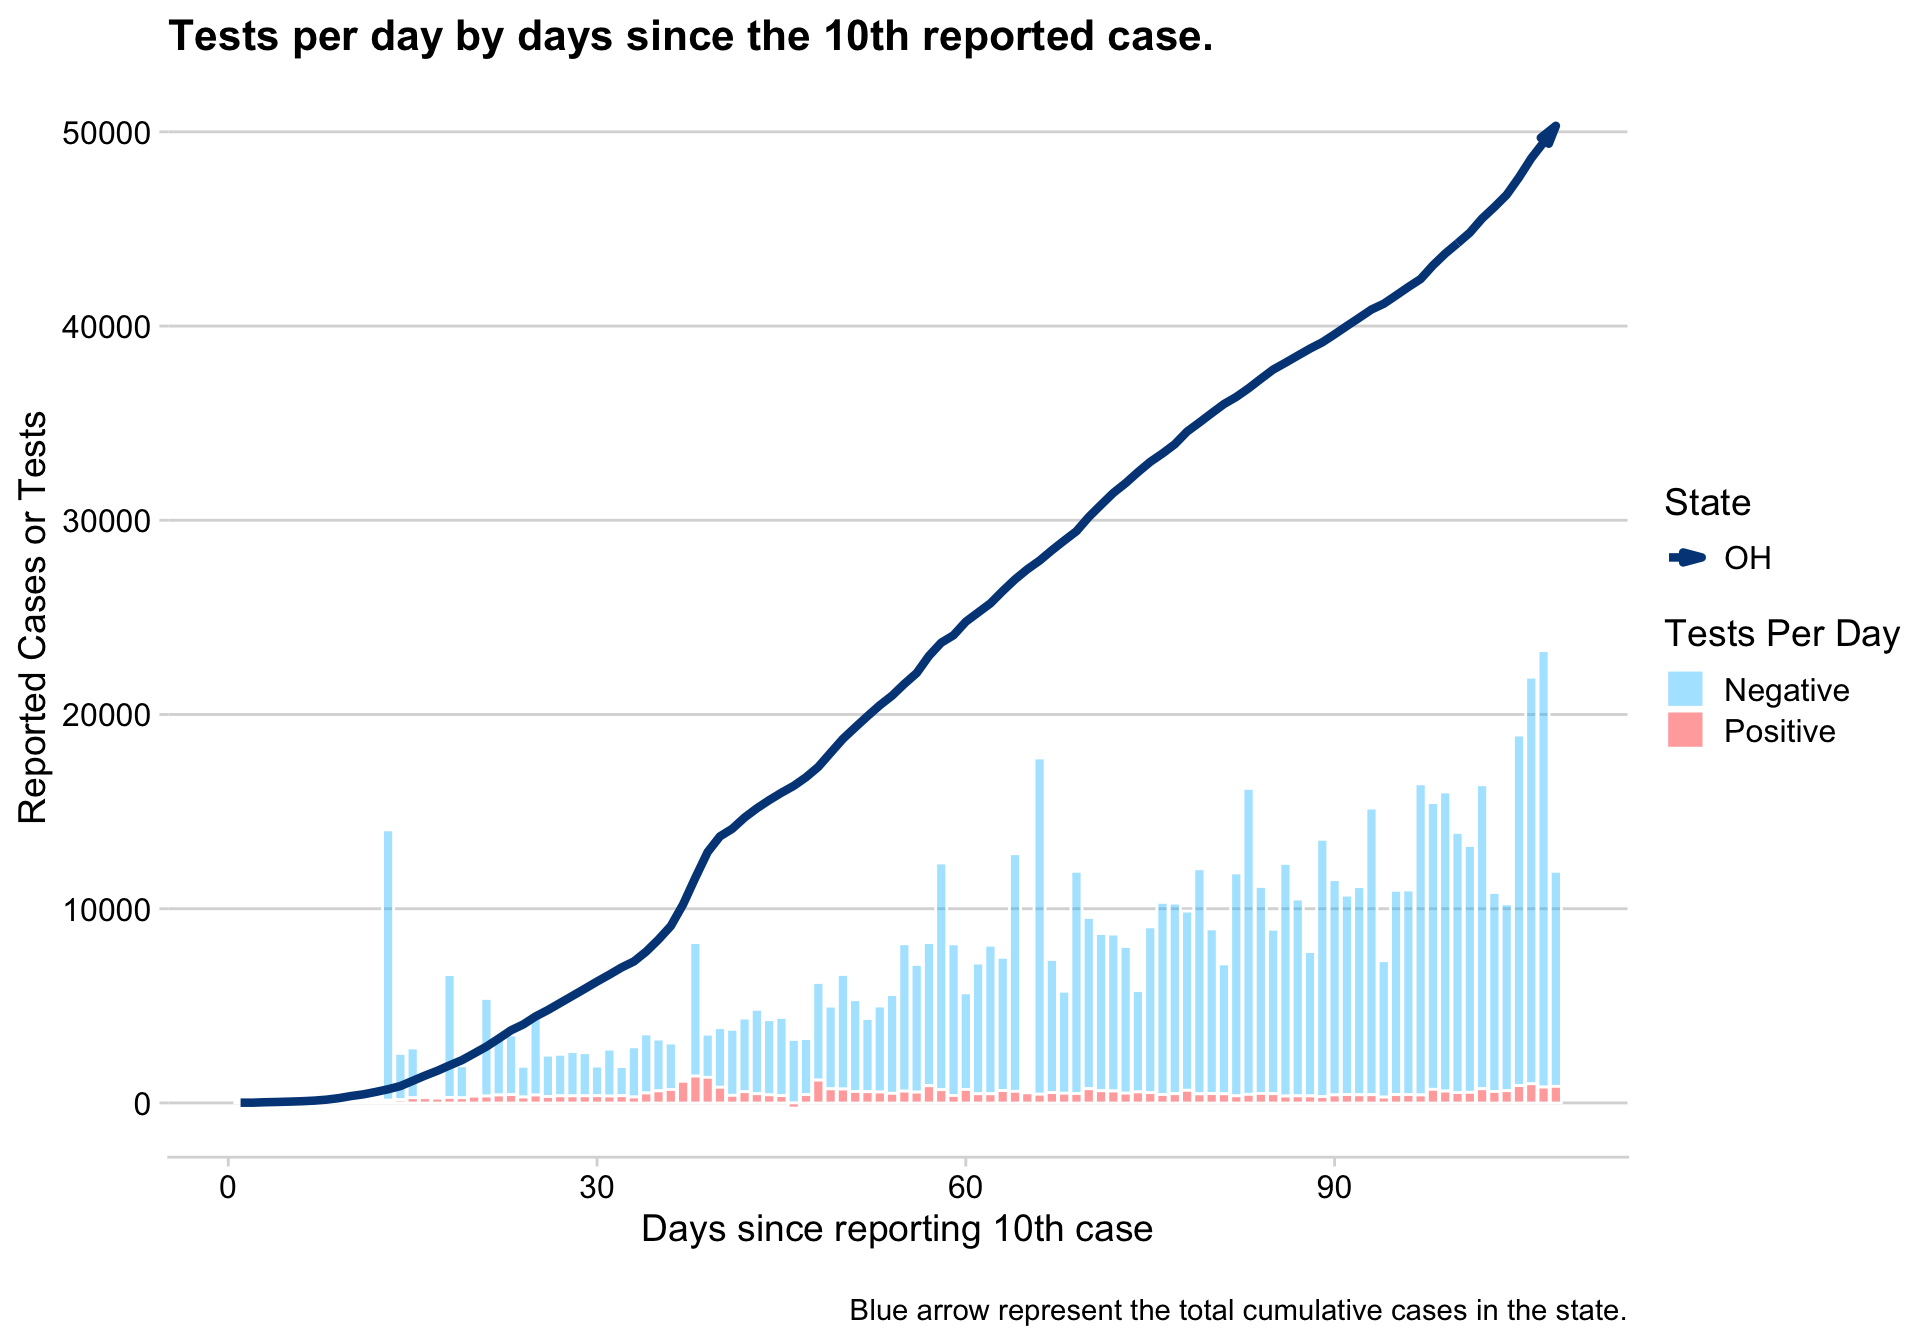 Tests per day by days since the 10th reported case.
50000
40000
30000
20000
10000
0
Reported Cases or Tests
0
30
60
90
Days since reporting 10th case
State
OH
Tests Per Day
Negative
Positive
Blue arrow represent the total cumulative cases in the state.